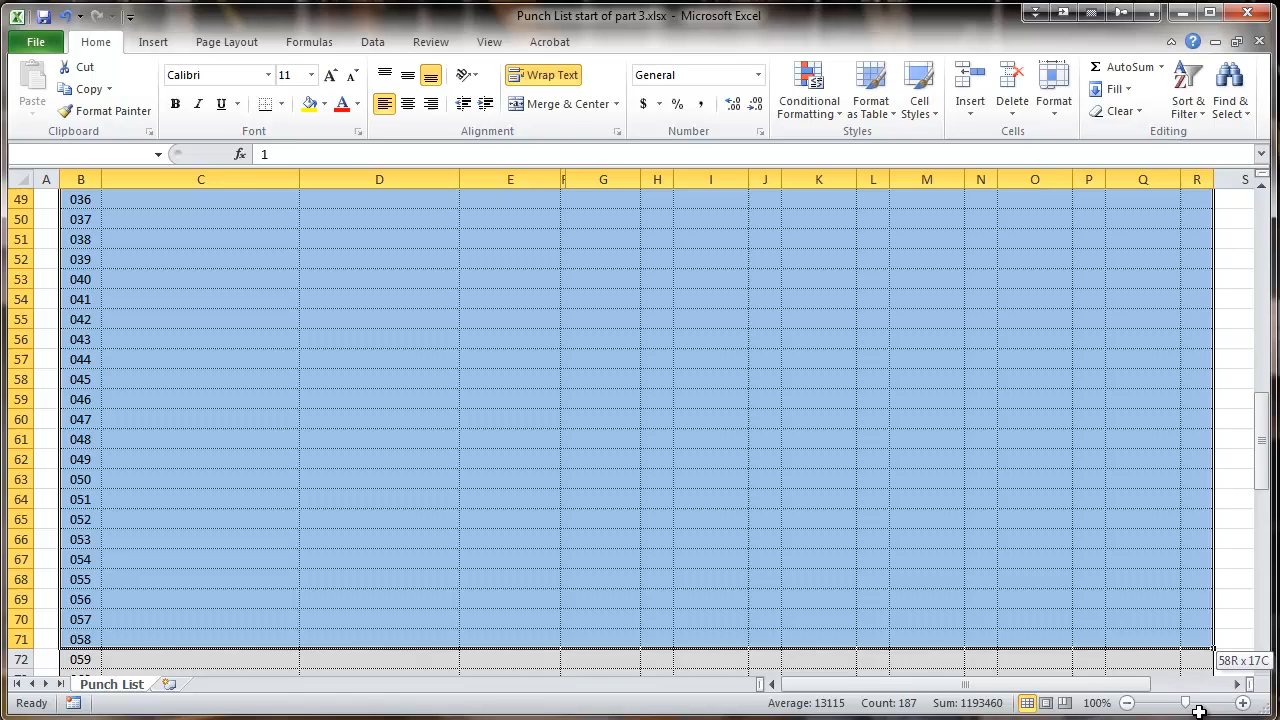 Punch List start of part 3.xlsx - Microsoft Excel
File Home Insert Page Layout Formulas Data Review View Acrobat
Paste
Cut
Copy
Format Painter
Clipboard
Calibri 11
B I U
Font
Wrap Text
Merge & Center
Alignment
General
$ % ,
Number
Conditional Formatting
Format as Table
Cell Styles
Styles
Insert
Delete
Format
Cells
Σ AutoSum
Fill
Clear
Sort & Filter
Find & Select
Editing
fx 1
A B C D E F G H I J K L M N O P Q R S
49 036
50 037
51 038
52 039
53 040
54 041
55 042
56 043
57 044
58 045
59 046
60 047
61 048
62 049
63 050
64 051
65 052
66 053
67 054
68 055
69 056
70 057
71 058
72 059
58R x 17C
Punch List
Ready Average: 13115 Count: 187 Sum: 1193460 100%